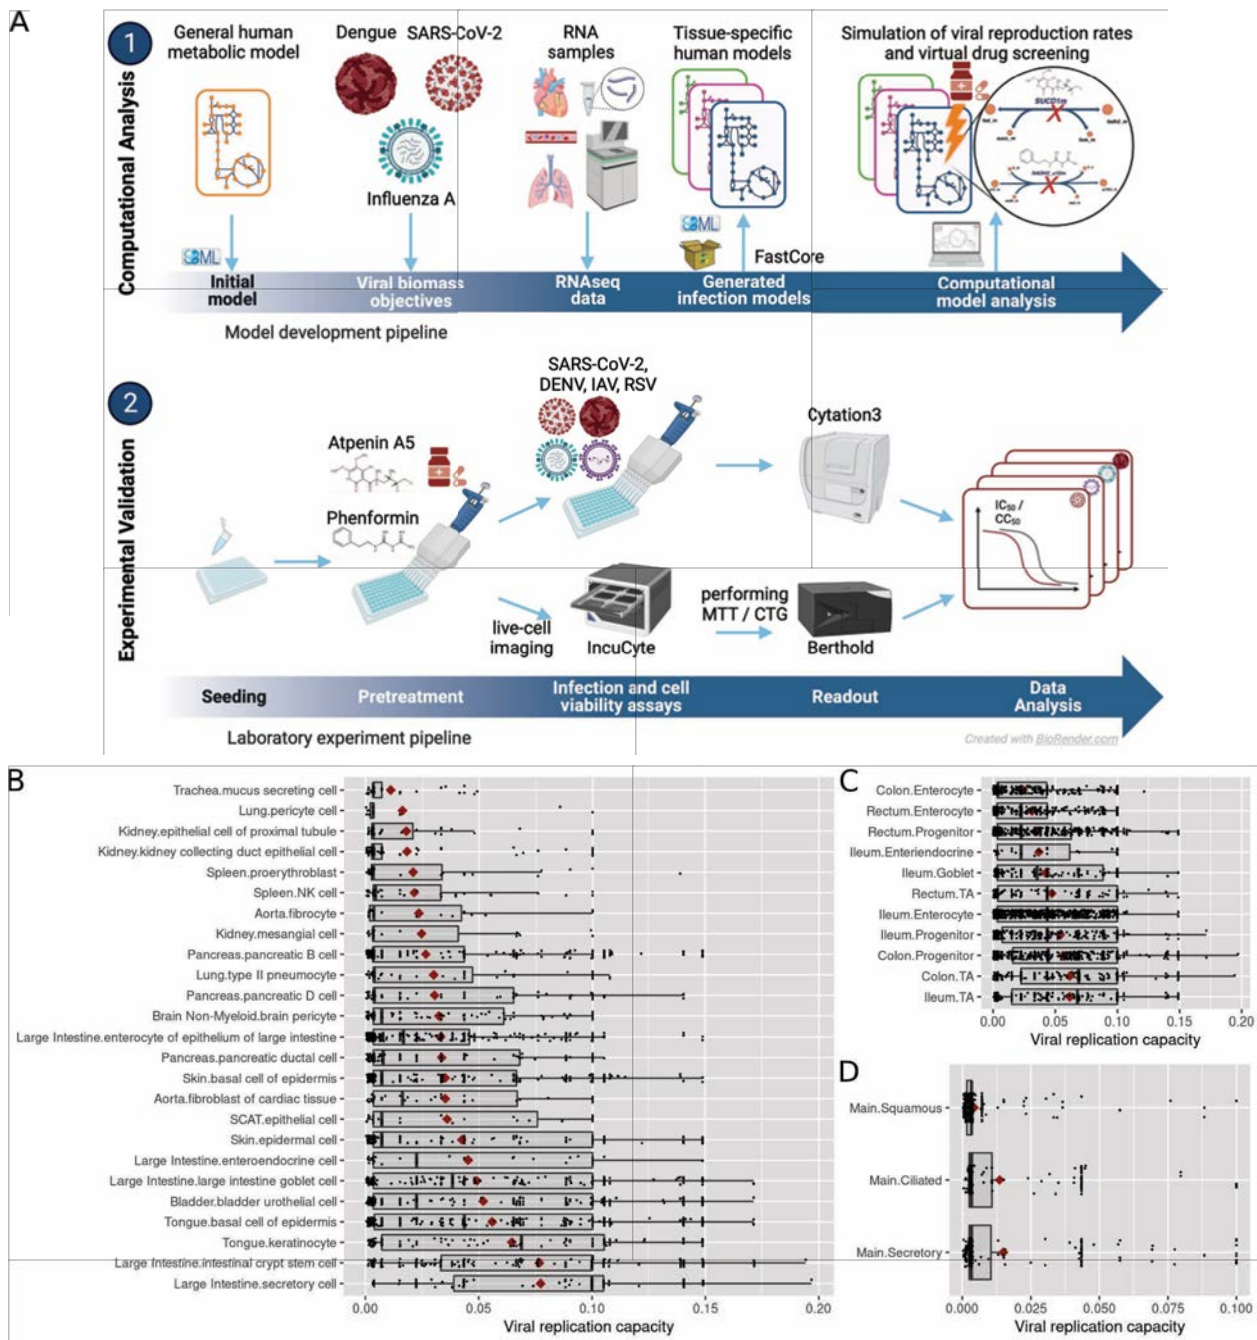 A
1
Computational Analysis
General human
metabolic model
Dengue
SARS-CoV-2
Influenza A
RNA
samples
Tissue-specific
human models
Simulation of viral reproduction rates
and virtual drug screening
SUCD1m
SBML
SBML
FastCore
Initial
model
Viral biomass
objectives
RNAseq
data
Generated
infection models
Computational
model analysis
Model development pipeline
2
Experimental Validation
Atpenin A5
Phenformin
SARS-CoV-2,
DENV, IAV, RSV
Cytation3
IC50 /
CC50
live-cell
imaging
IncuCyte
performing
MTT / CTG
Berthold
Seeding
Pretreatment
Infection and cell
viability assays
Readout
Data
Analysis
Laboratory experiment pipeline
Created with BioRender.com
B
Trachea.mucus secreting cell
Lung.pericyte cell
Kidney.epithelial cell of proximal tubule
Kidney.kidney collecting duct epithelial cell
Spleen.proerythroblast
Spleen.NK cell
Aorta.fibrocyte
Kidney.mesangial cell
Pancreas.pancreatic B cell
Lung.type II pneumocyte
Pancreas.pancreatic D cell
Brain Non-Myeloid.brain pericyte
Large Intestine.enterocyte of epithelium of large intestine
Pancreas.pancreatic ductal cell
Skin.basal cell of epidermis
Aorta.fibroblast of cardiac tissue
SCAT.epithelial cell
Skin.epidermal cell
Large Intestine.enteroendocrine cell
Large Intestine.large intestine goblet cell
Bladder.bladder urothelial cell
Tongue.basal cell of epidermis
Tongue.keratinocyte
Large Intestine.intestinal crypt stem cell
Large Intestine.secretory cell
0.00 0.05 0.10 0.15 0.20
Viral replication capacity
C
Colon.Enterocyte
Rectum.Enterocyte
Rectum.Progenitor
Ileum.Enteriendocrine
Ileum.Goblet
Rectum.TA
Ileum.Enterocyte
Ileum.Progenitor
Colon.Progenitor
Colon.TA
Ileum.TA
0.00 0.05 0.10 0.15 0.20
Viral replication capacity
D
Main.Squamous
Main.Ciliated
Main.Secretory
0.000 0.025 0.050 0.075 0.100
Viral replication capacity